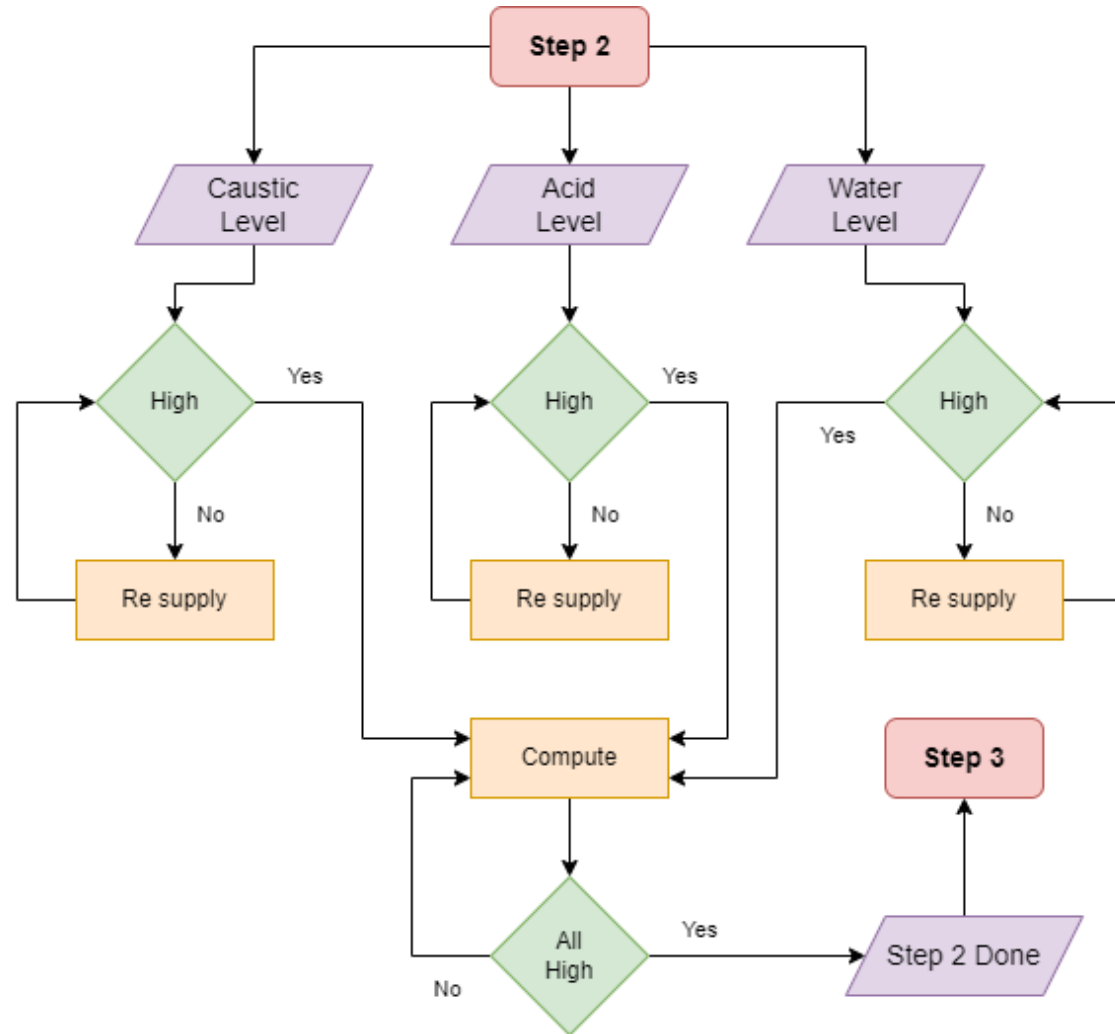 Step 2
Caustic
Level
Acid
Level
Water
Level
High
Yes
No
Re supply
High
Yes
No
Re supply
High
Yes
No
Re supply
Compute
Step 3
All
High
Yes
No
Step 2 Done